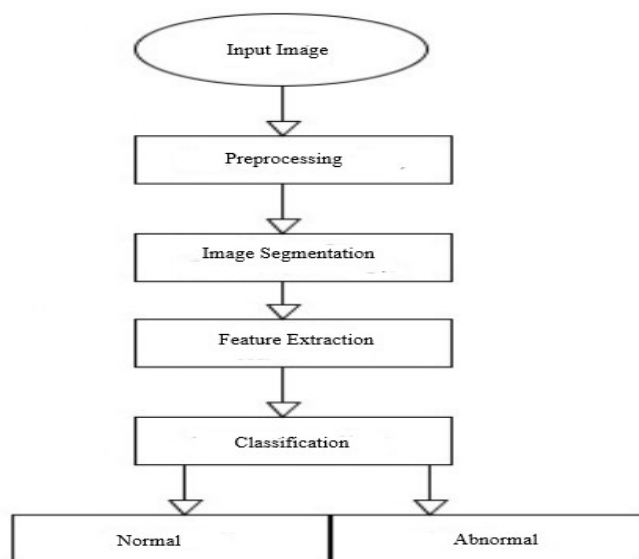 Input Image
Preprocessing
Image Segmentation
Feature Extraction
Classification
Normal
Abnormal